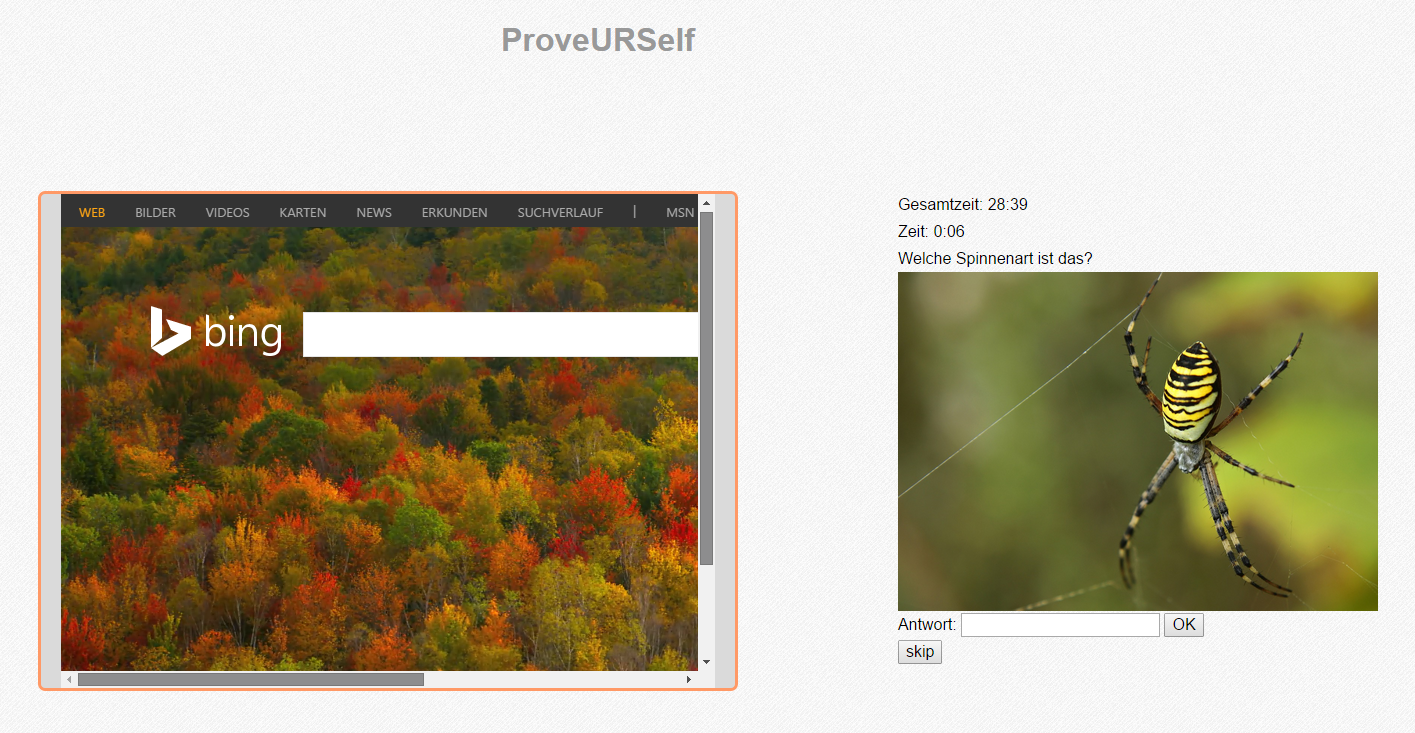 ProveURSelf
WEB BILDER VIDEOS KARTEN NEWS ERKUNDEN SUCHVERLAUF | MSN
bing
Gesamtzeit: 28:39
Zeit: 0:06
Welche Spinnenart ist das?
Antwort: OK
skip